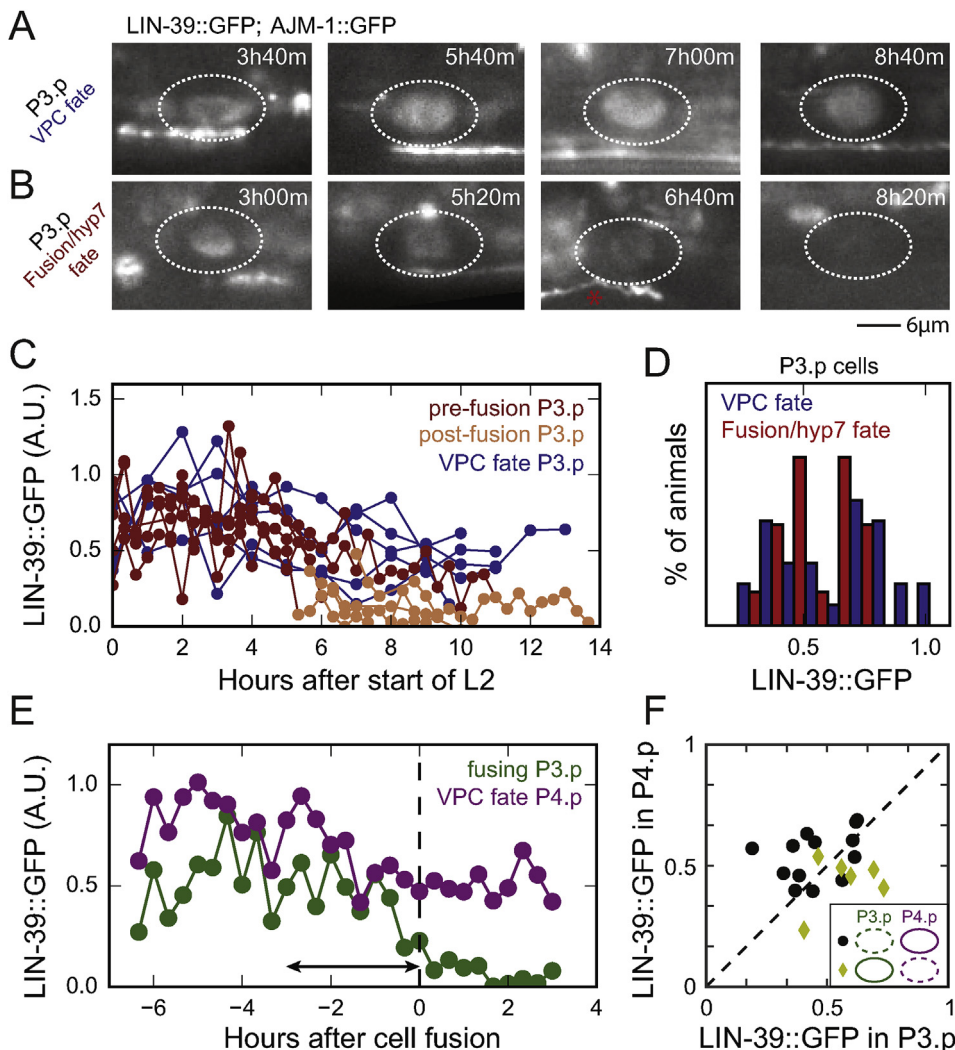 A
LIN-39::GFP; AJM-1::GFP
P3.p
VPC fate
3h40m
5h40m
7h00m
8h40m
B
P3.p
Fusion/hyp7
fate
3h00m
5h20m
6h40m
8h20m
6μm
C
LIN-39::GFP (A.U.)
1.5
1.0
0.5
0.0
pre-fusion P3.p
post-fusion P3.p
VPC fate P3.p
0 2 4 6 8 10 12 14
Hours after start of L2
D
P3.p cells
% of animals
VPC fate
Fusion/hyp7 fate
0.5 1.0
LIN-39::GFP
E
LIN-39::GFP (A.U.)
1.0
0.5
0.0
fusing P3.p
VPC fate P4.p
−6 −4 −2 0 2 4
Hours after cell fusion
F
LIN-39::GFP in P4.p
1
0.5
0
P3.p P4.p
0 0.5 1
LIN-39::GFP in P3.p